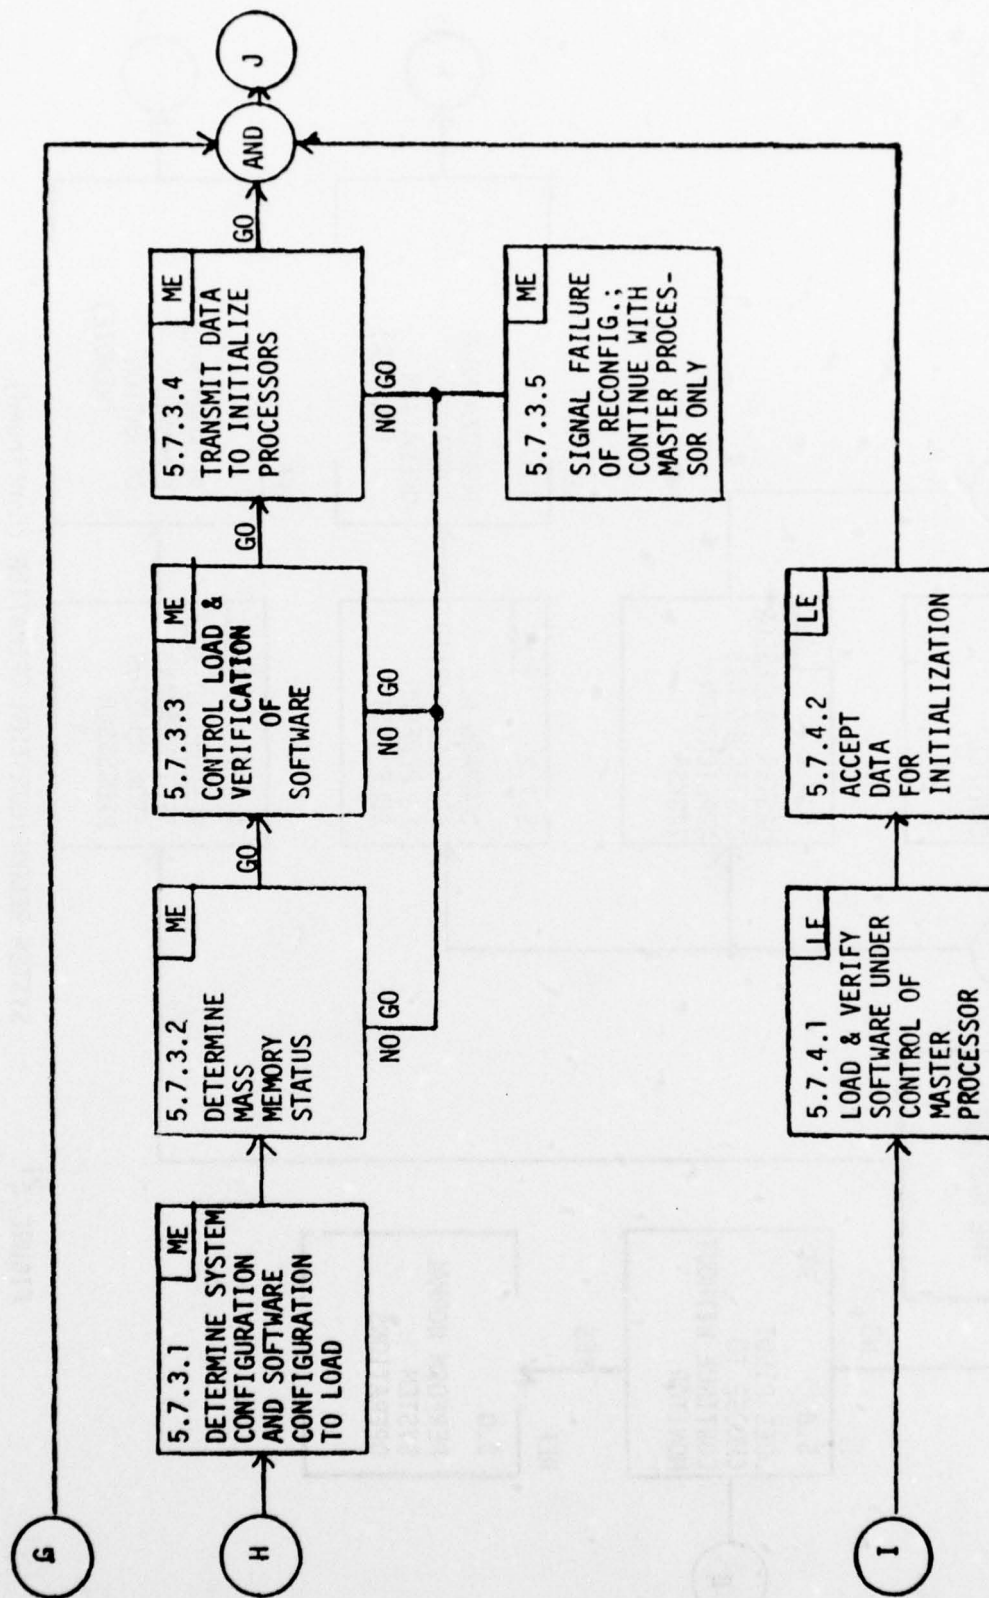 G
H
5.7.3.1
ME
DETERMINE SYSTEM
CONFIGURATION
AND SOFTWARE
CONFIGURATION
TO LOAD
5.7.3.2
ME
DETERMINE
MASS
MEMORY
STATUS
GO
NO GO
5.7.3.3
ME
CONTROL LOAD &
VERIFICATION
OF
SOFTWARE
GO
NO GO
5.7.3.4
ME
TRANSMIT DATA
TO INITIALIZE
PROCESSORS
GO
NO GO
AND
J
5.7.3.5
ME
SIGNAL FAILURE
OF RECONFIG.;
CONTINUE WITH
MASTER PROCES-
SOR ONLY
I
5.7.4.1
LE
LOAD & VERIFY
SOFTWARE UNDER
CONTROL OF
MASTER
PROCESSOR
5.7.4.2
LE
ACCEPT
DATA
FOR
INITIALIZATION